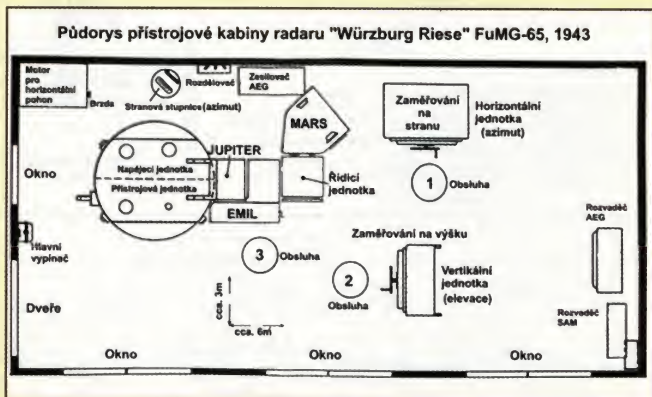 Půdorys přístrojové kabiny radaru "Würzburg Riese" FuMG-65, 1943
Motor
pro
horizontální
pohon
Brzda
Stranová stupnice (azimut)
Rozdělovač
Zesilovač
AEG
MARS
Zaměřování
na
stranu
Horizontální
jednotka
(azimut)
JUPITER
Napájecí jednotka
Přístrojová jednotka
Okno
Řídicí
jednotka
1
Obsluha
EMIL
Hlavní
vypínač
3
Obsluha
Zaměřování na výšku
2
Obsluha
Vertikální
jednotka
(elevace)
Rozvaděč
AEG
Dveře
cca. 3m
cca. 6m
Rozvaděč
SAM
Okno
Okno
Okno